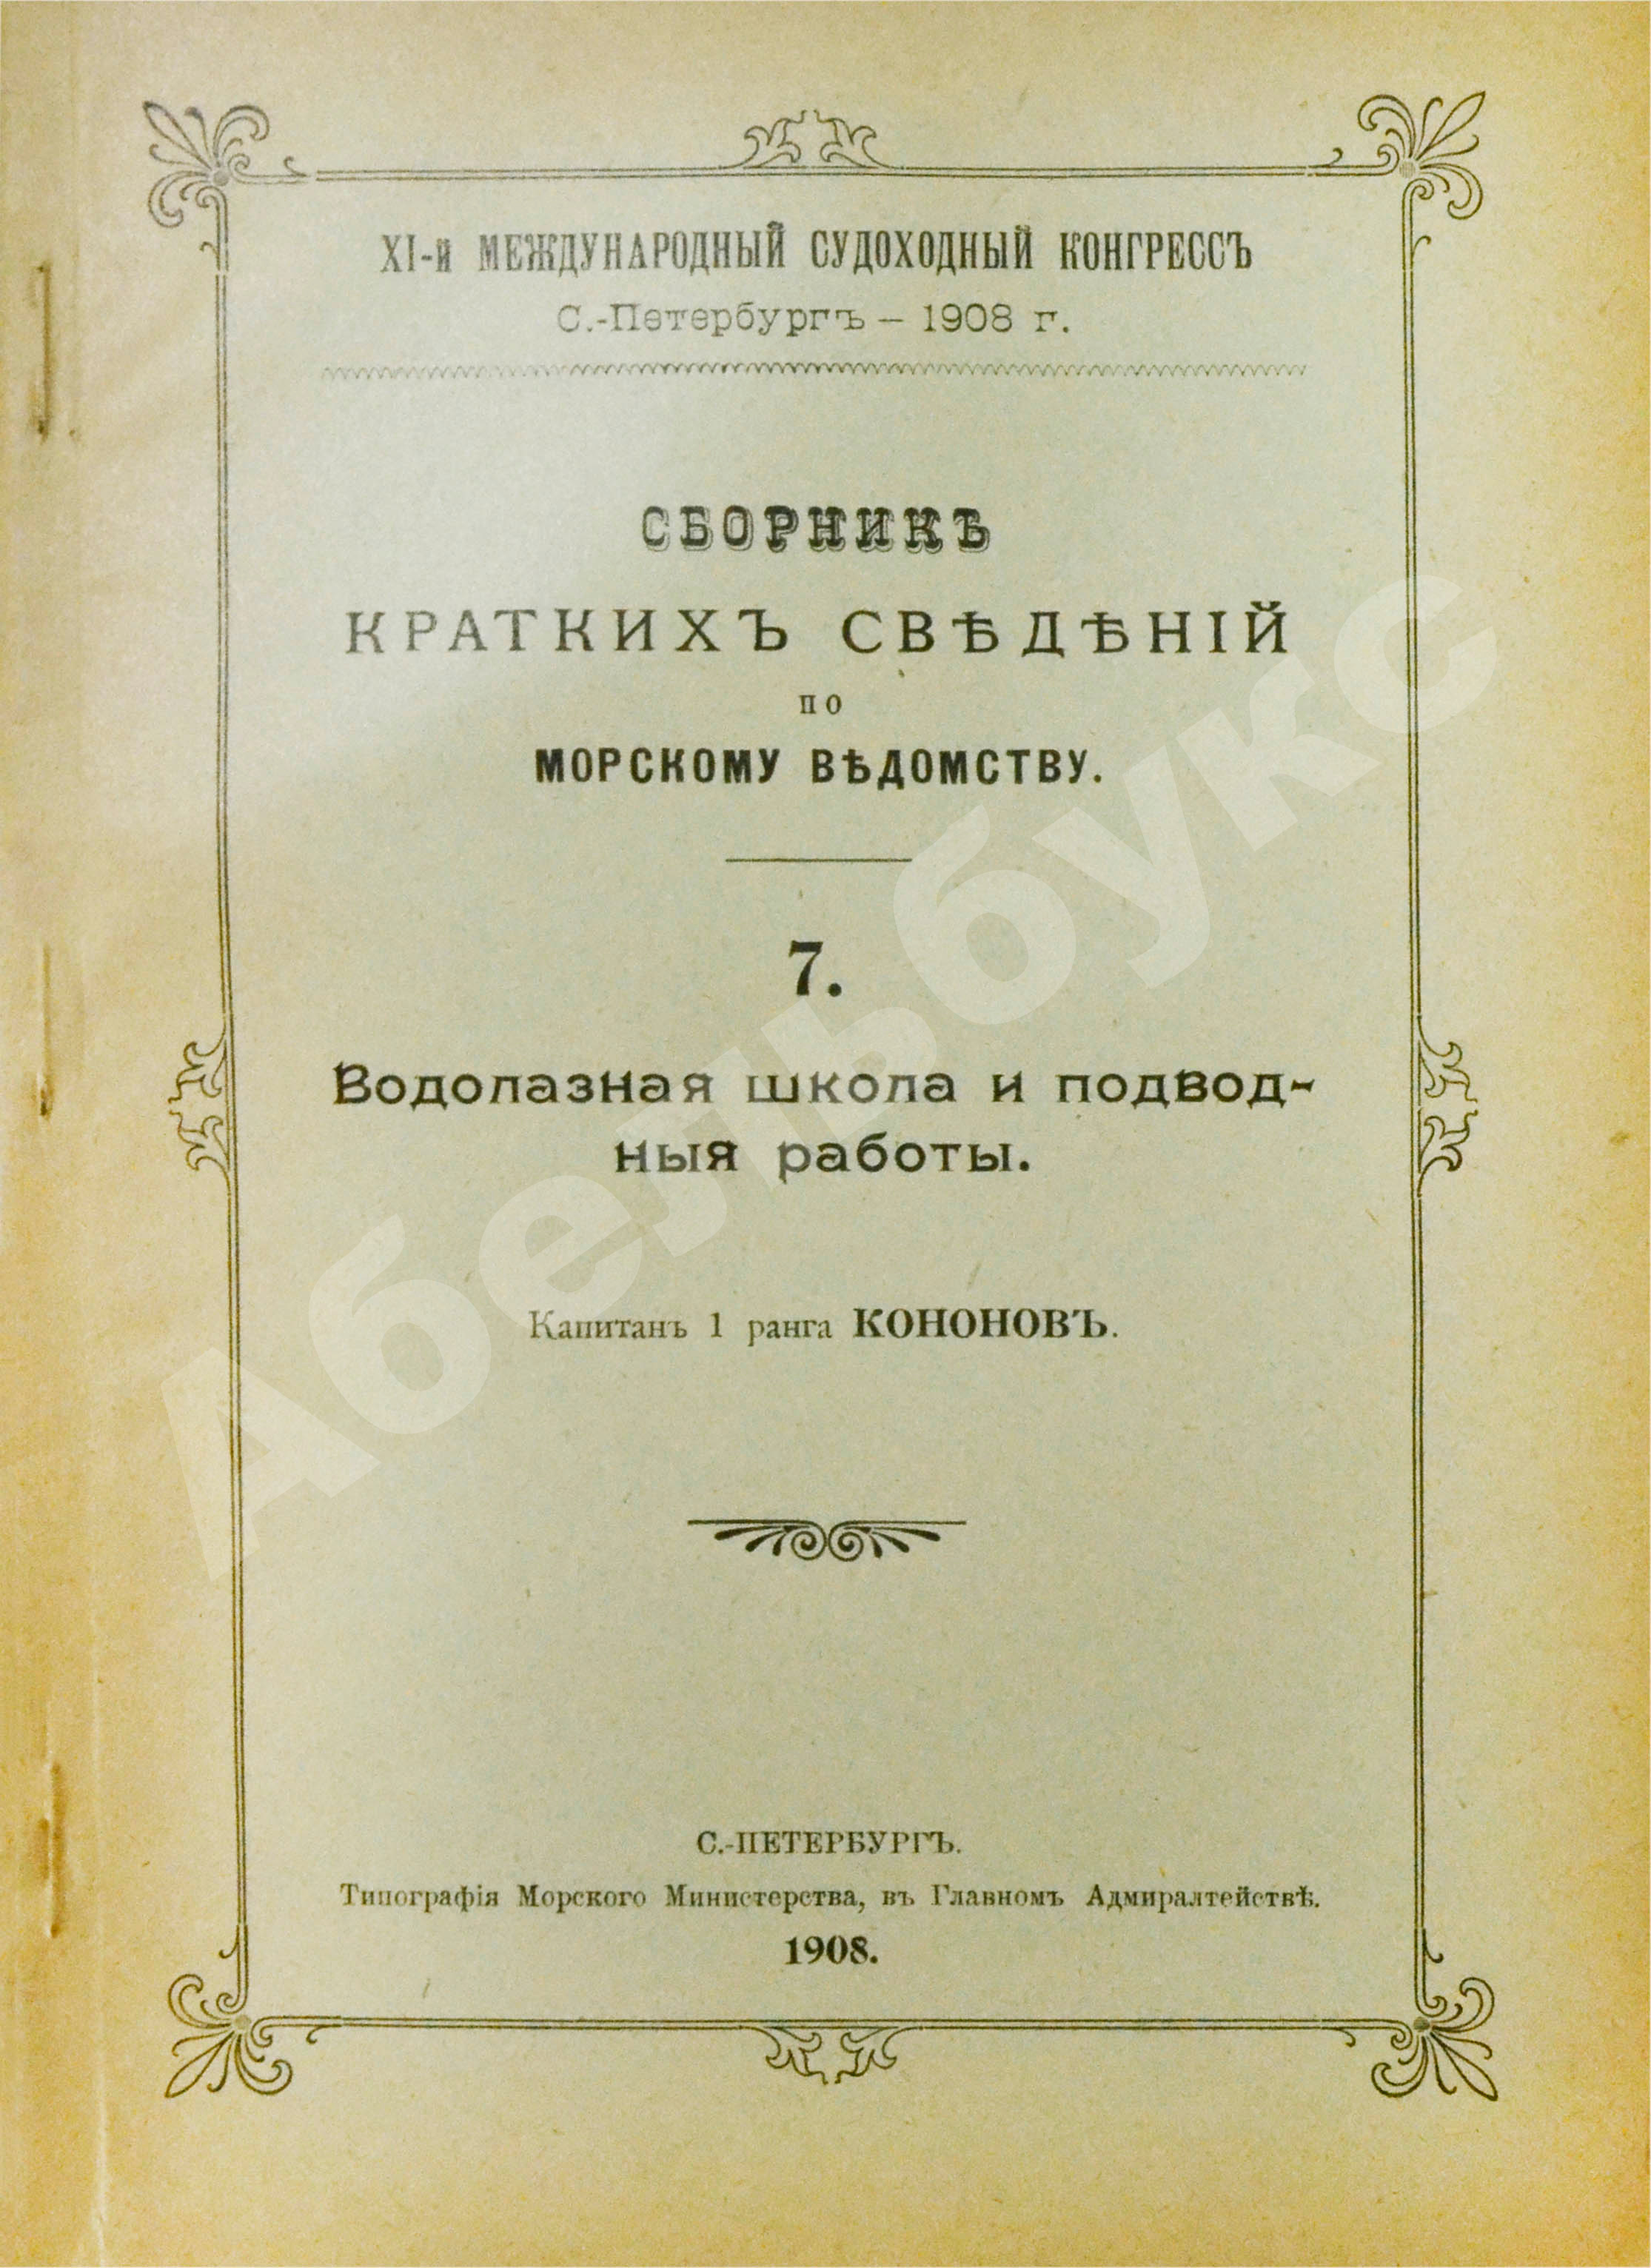 XI-й МЕЖДУНАРОДНЫЙ СУДОХОДНЫЙ КОНГРЕССЪ
С.-Петербургъ – 1908 г.
СБОРНИКЪ
КРАТКИХЪ СВѢДѢНІЙ
ПО
МОРСКОМУ ВѢДОМСТВУ.
7.
Водолазная школа и подвод-
ныя работы.
Капитанъ 1 ранга КОНОНОВЪ.
С.-ПЕТЕРБУРГЪ.
Типографія Морского Министерства, въ Главномъ Адмиралтействѣ.
1908.
Абельбукс